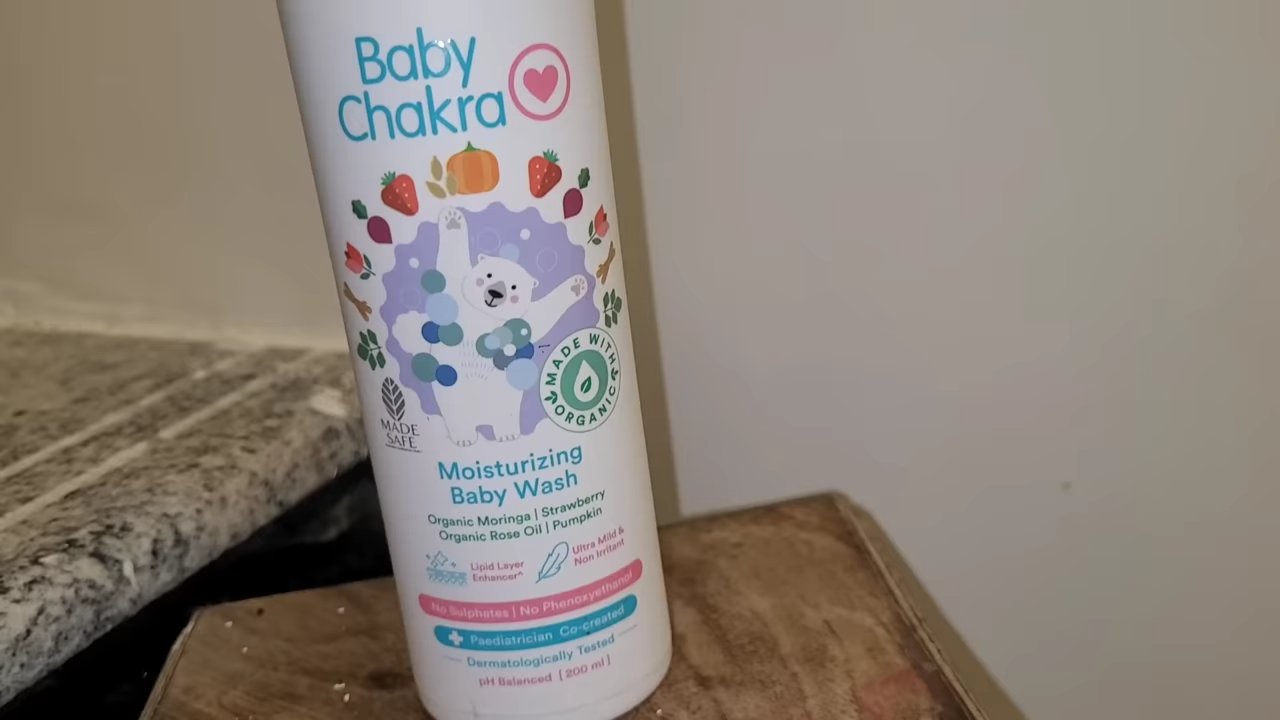 Baby
Chakra
MADE WITH
ORGANIC
MADE
SAFE
Moisturizing
Baby Wash
Organic Moringa | Strawberry
Organic Rose Oil | Pumpkin
Lipid Layer
Enhancer^
Ultra Mild &
Non Irritant
No Sulphates | No Phenoxyethanol
Paediatrician Co-created
Dermatologically Tested
pH Balanced [ 200 ml ]